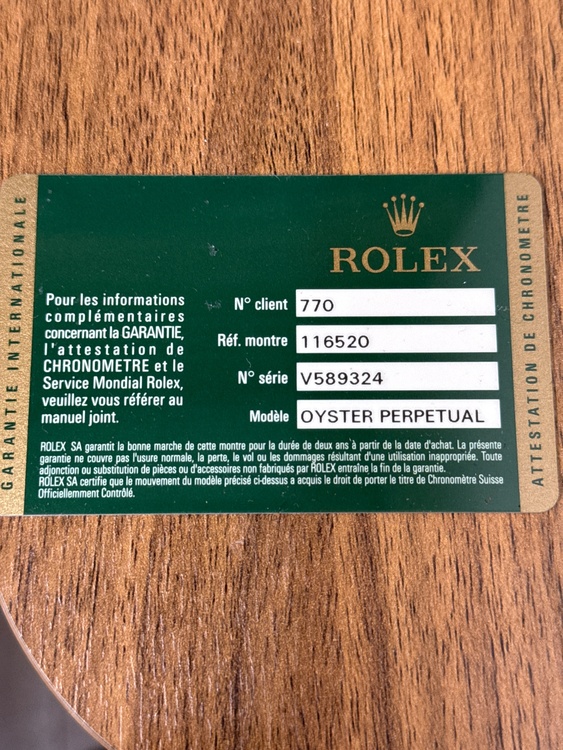 GARANTIE INTERNATIONALE
ROLEX
Pour les informations
complémentaires
concernant la GARANTIE,
l'attestation de
CHRONOMETRE et le
Service Mondial Rolex,
veuillez vous référer au
manuel joint.
N° client 770
Réf. montre 116520
N° série V589324
Modèle OYSTER PERPETUAL
ROLEX SA garantit la bonne marche de cette montre pour la durée de deux ans à partir de la date d'achat. La présente
garantie ne couvre pas l'usure normale, la perte, le vol ou les dommages résultant d'une utilisation inappropriée. Toute
adjonction ou substitution de pièces ou d'accessoires non fabriqués par ROLEX entraîne la fin de la garantie.
ROLEX SA certifie que le mouvement du modèle précisé ci-dessus a acquis le droit de porter le titre de Chronomètre Suisse
Officiellement Contrôlé.
ATTESTATION DE CHRONOMETRE